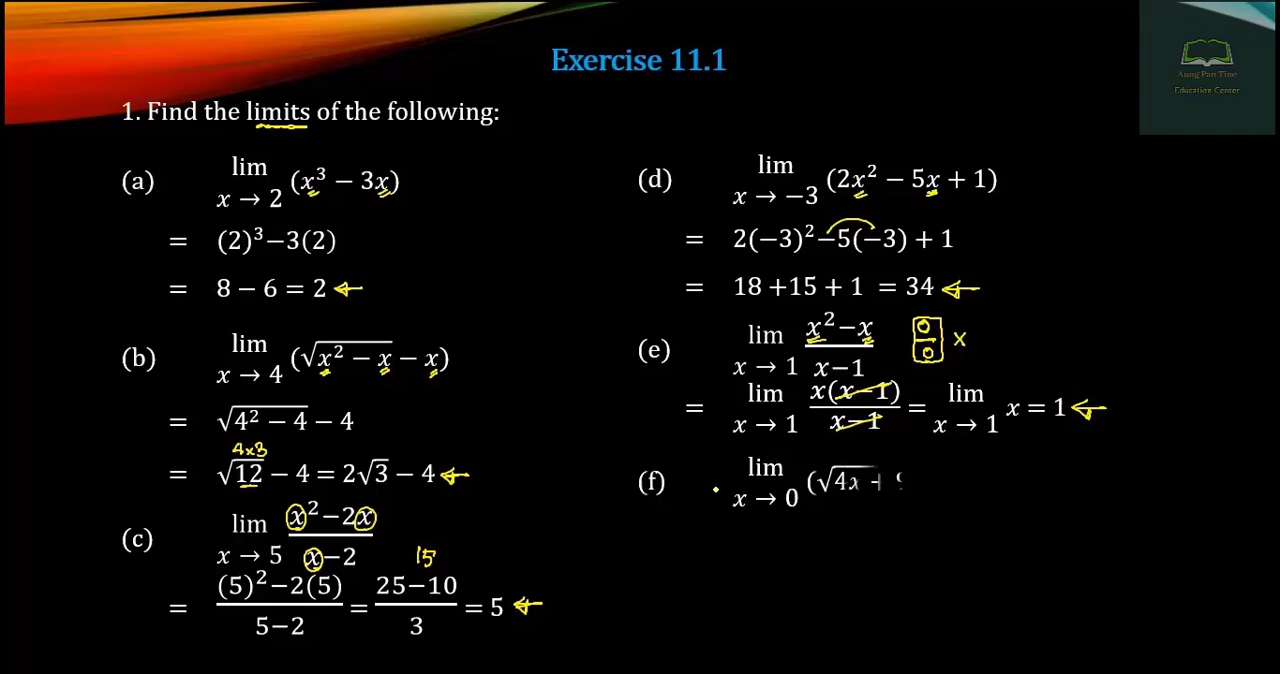 Exercise 11.1
Aung Pan Tine
Education Center
1. Find the limits of the following:
(a) lim x → 2 (x³ − 3x)
= (2)³ − 3(2)
= 8 − 6 = 2
(b) lim x → 4 (√(x² − x) − x)
= √(4² − 4) − 4
4x3
= √12 − 4 = 2√3 − 4
(c) lim x → 5 (x² − 2x)/(x − 2)
15
= ((5)² − 2(5))/(5 − 2) = (25 − 10)/3 = 5
(d) lim x → −3 (2x² − 5x + 1)
= 2(−3)² − 5(−3) + 1
= 18 + 15 + 1 = 34
(e) lim x → 1 (x² − x)/(x − 1) 0/0 x
= lim x → 1 x(x − 1)/(x − 1) = lim x → 1 x = 1
(f) lim x → 0 (√4x +